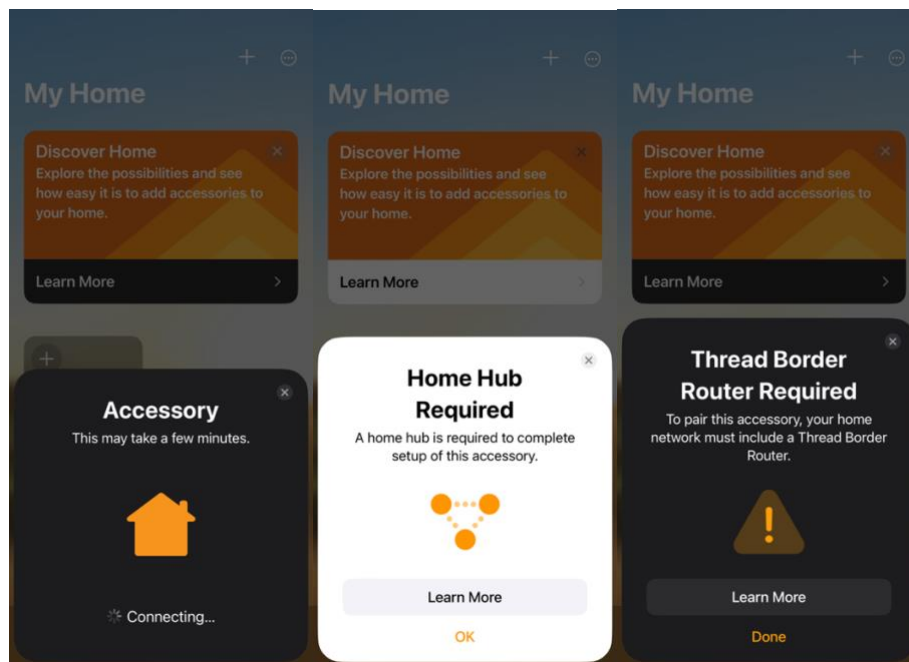 My Home
Discover Home
Explore the possibilities and see
how easy it is to add accessories to
your home.
Learn More
Accessory
This may take a few minutes.
Connecting...
My Home
Discover Home
Explore the possibilities and see
how easy it is to add accessories to
your home.
Learn More
Home Hub
Required
A home hub is required to complete
setup of this accessory.
Learn More
OK
My Home
Discover Home
Explore the possibilities and see
how easy it is to add accessories to
your home.
Learn More
Thread Border
Router Required
To pair this accessory, your home
network must include a Thread Border
Router.
Learn More
Done